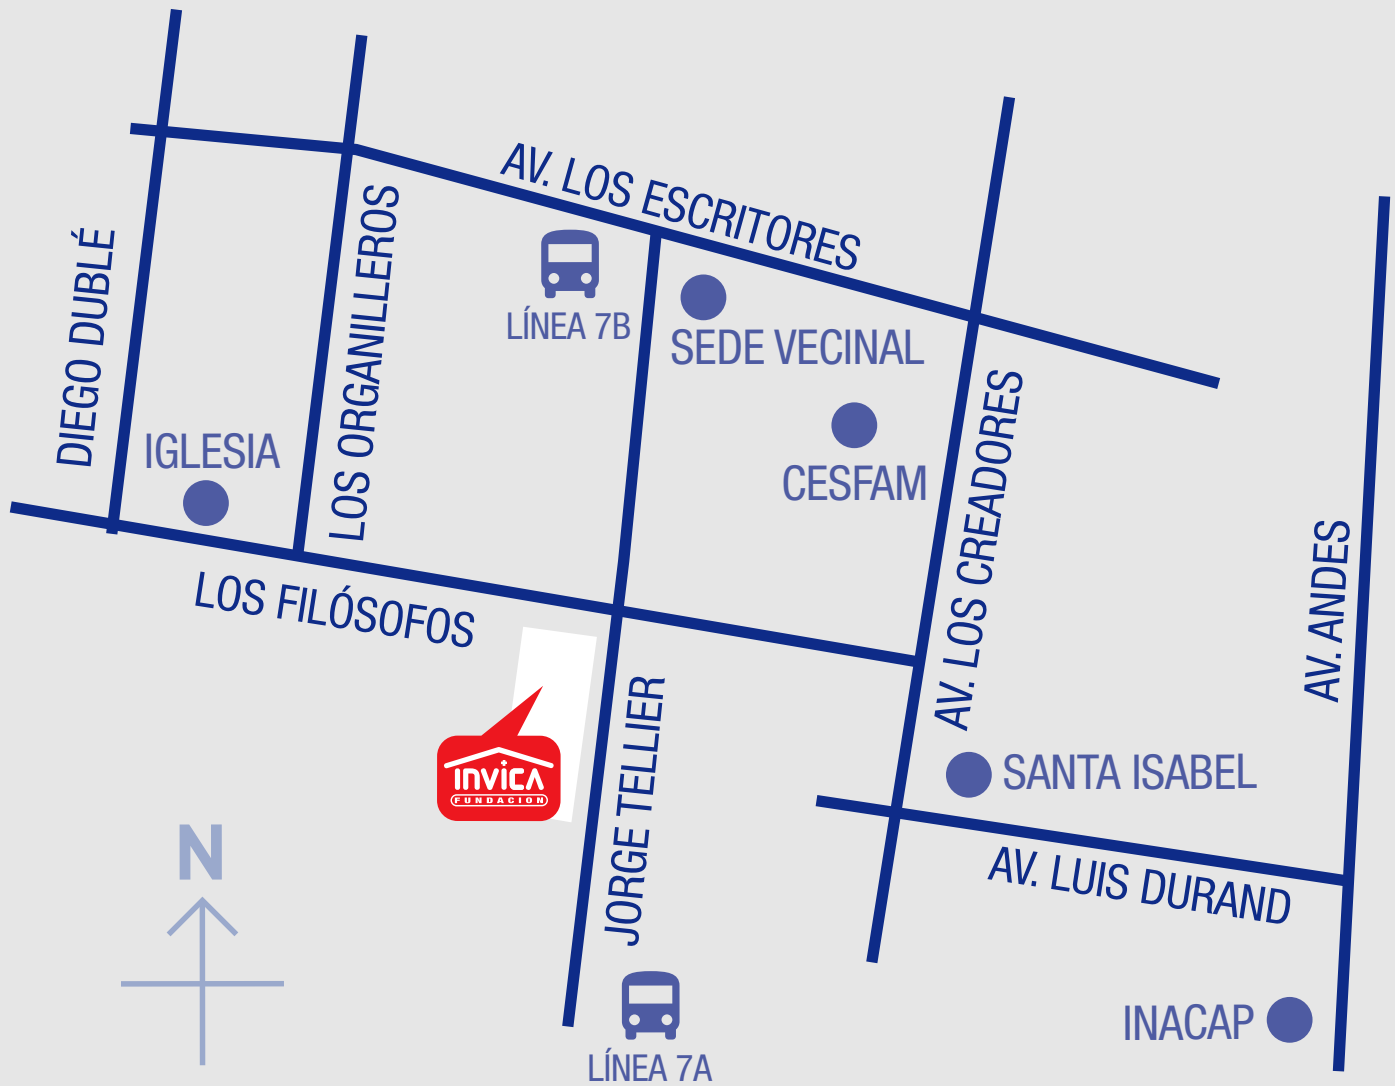 AV. LOS ESCRITORES
DIEGO DUBLÉ
LOS ORGANILLEROS
LÍNEA 7B
SEDE VECINAL
IGLESIA
CESFAM
AV. LOS CREADORES
AV. ANDES
LOS FILÓSOFOS
JORGE TELLIER
INVICA
FUNDACION
SANTA ISABEL
AV. LUIS DURAND
N
INACAP
LÍNEA 7A